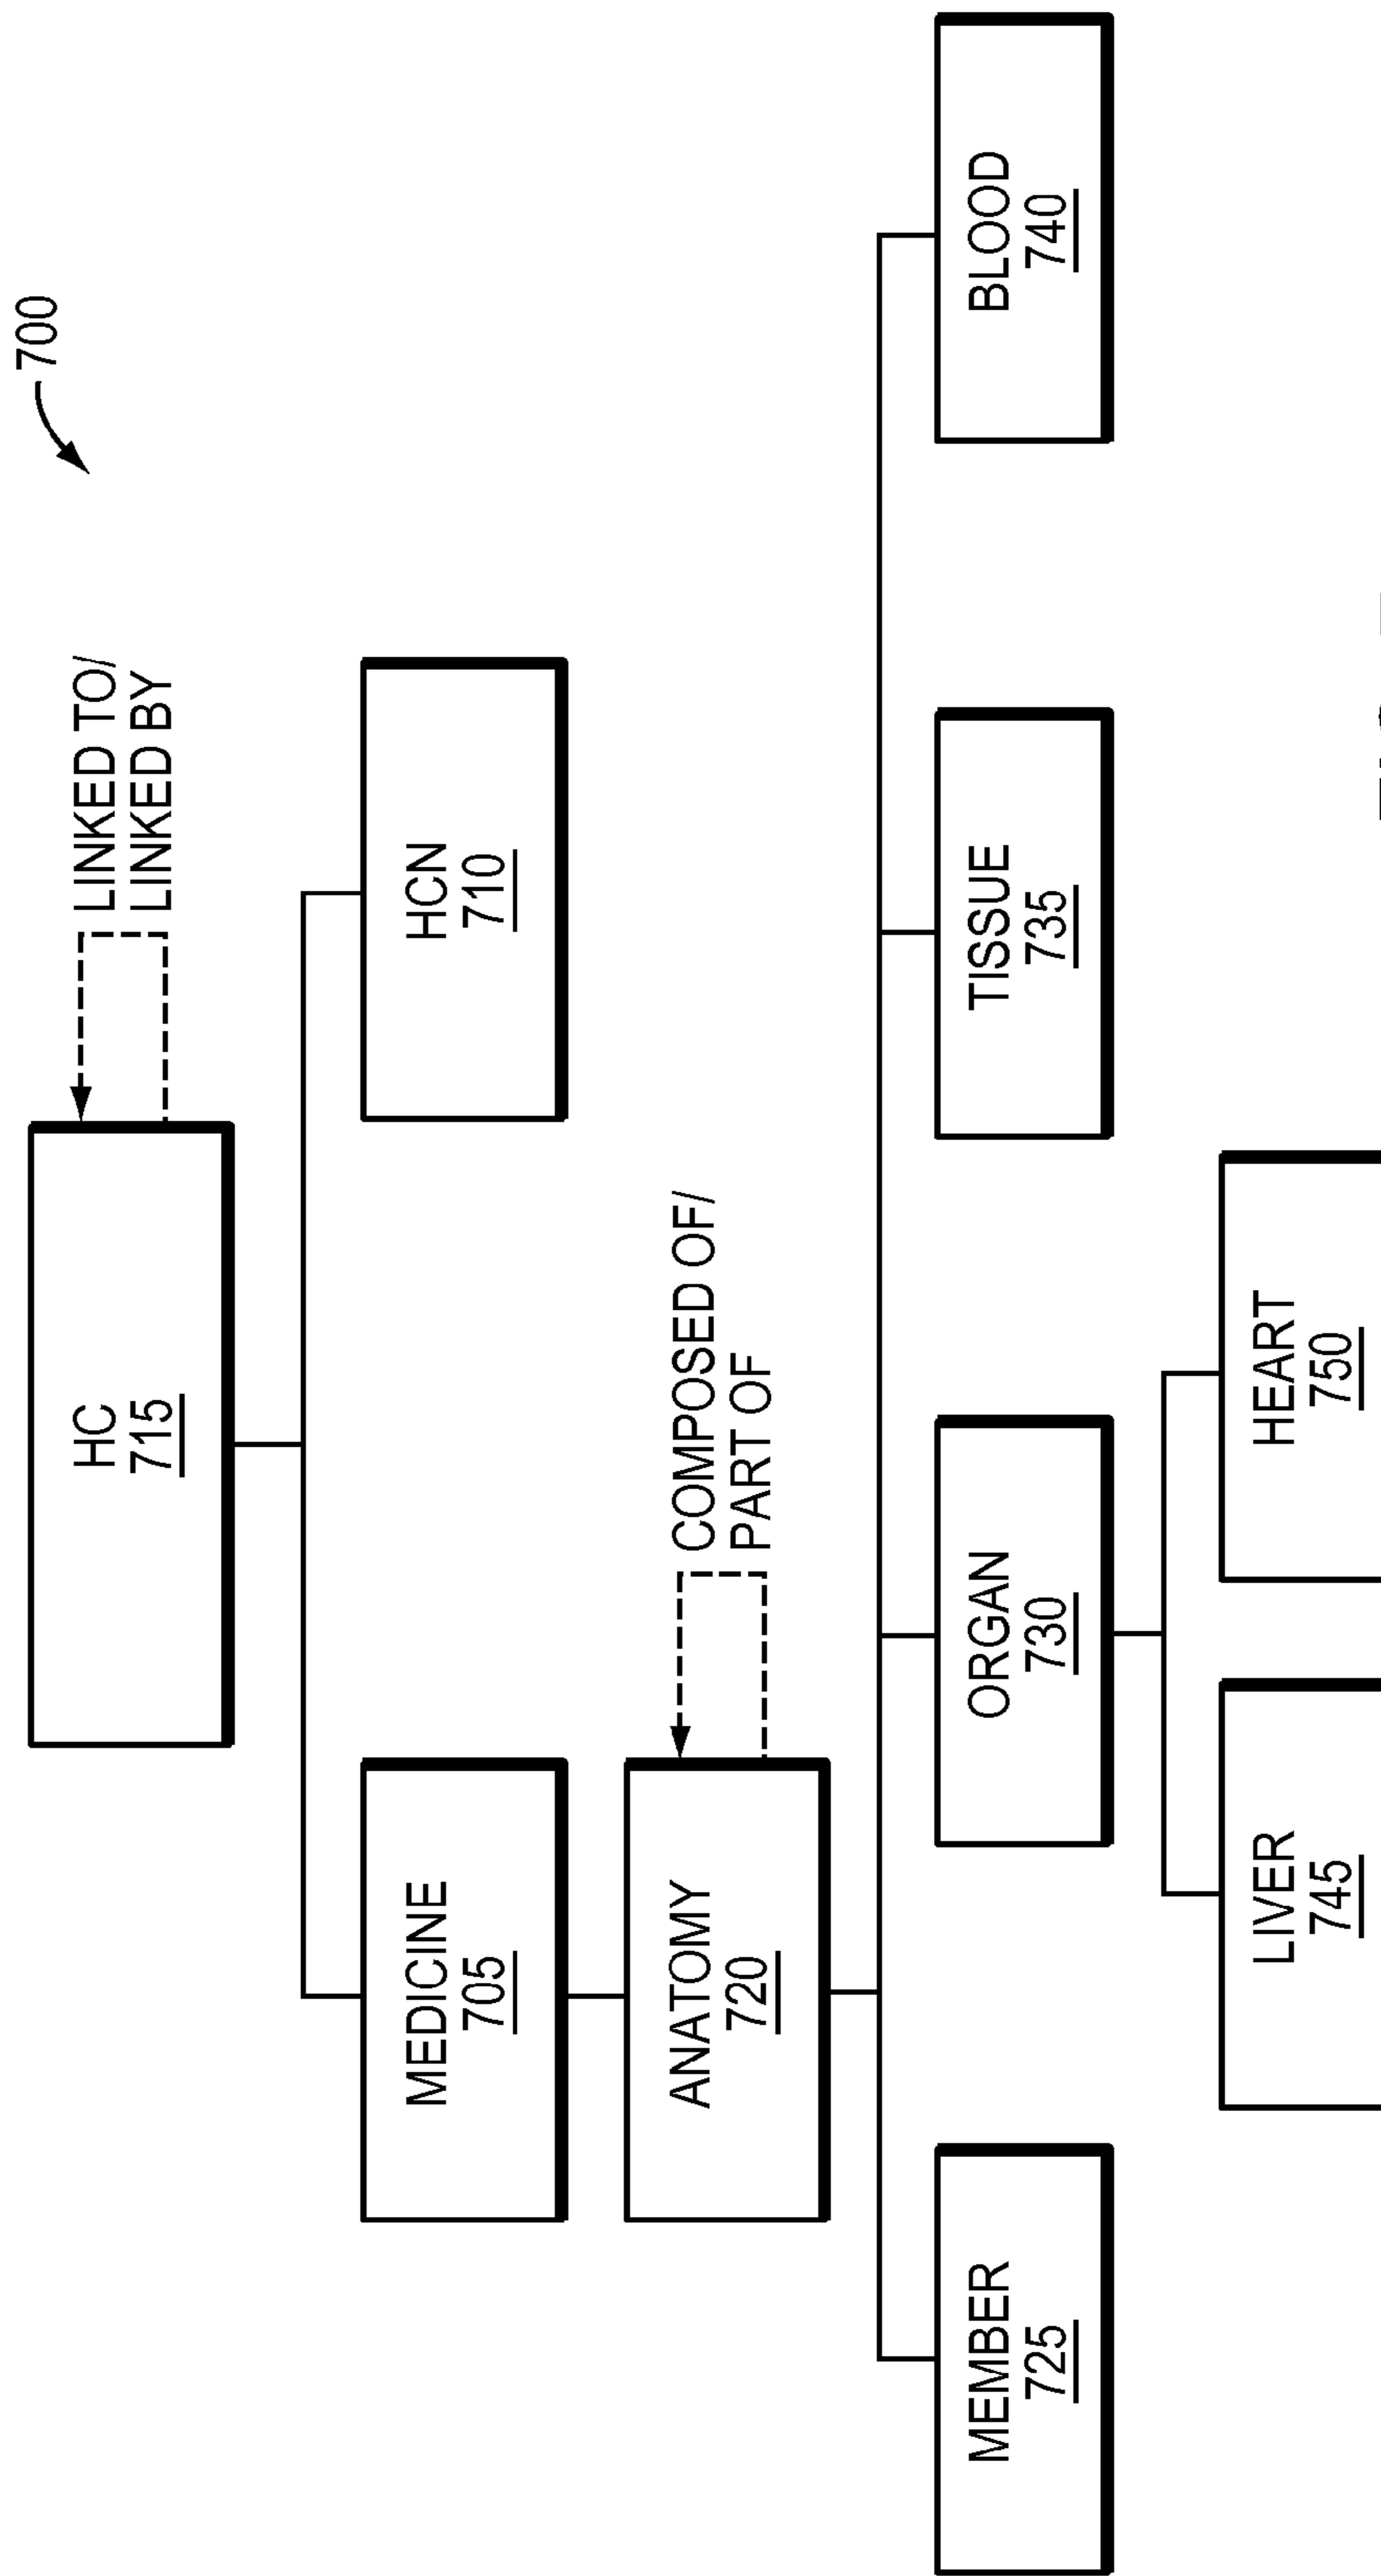 700
LINKED TO/
LINKED BY
HC
715
HCN
710
MEDICINE
705
COMPOSED OF/
PART OF
ANATOMY
720
MEMBER
725
ORGAN
730
TISSUE
735
BLOOD
740
LIVER
745
HEART
750